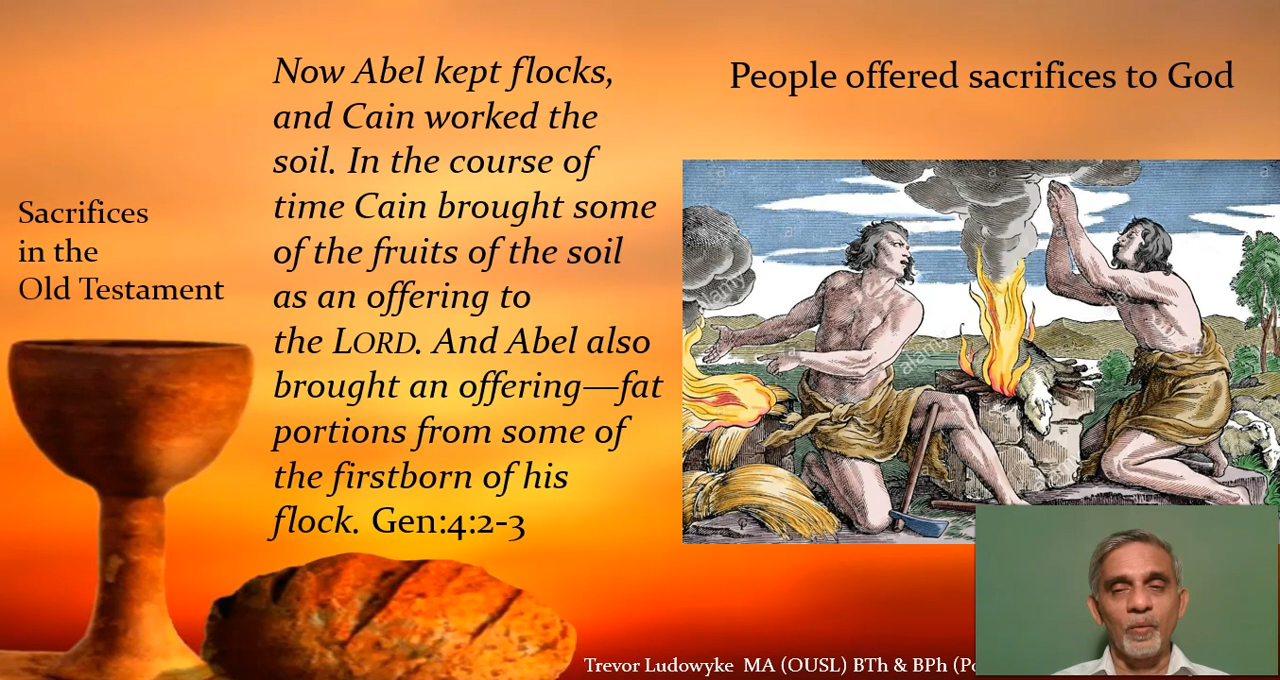 Sacrifices
in the
Old Testament
Now Abel kept flocks,
and Cain worked the
soil. In the course of
time Cain brought some
of the fruits of the soil
as an offering to
the LORD. And Abel also
brought an offering—fat
portions from some of
the firstborn of his
flock. Gen:4:2-3
People offered sacrifices to God
alamy
Trevor Ludowyke MA (OUSL) BTh & BPh